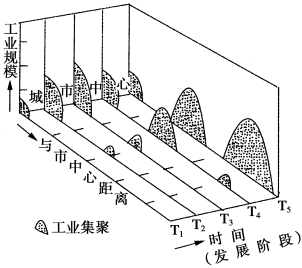 工业规模
城市中心
与市中心距离
T₁ T₂ T₃ T₄ T₅
时间
(发展阶段)
工业集聚